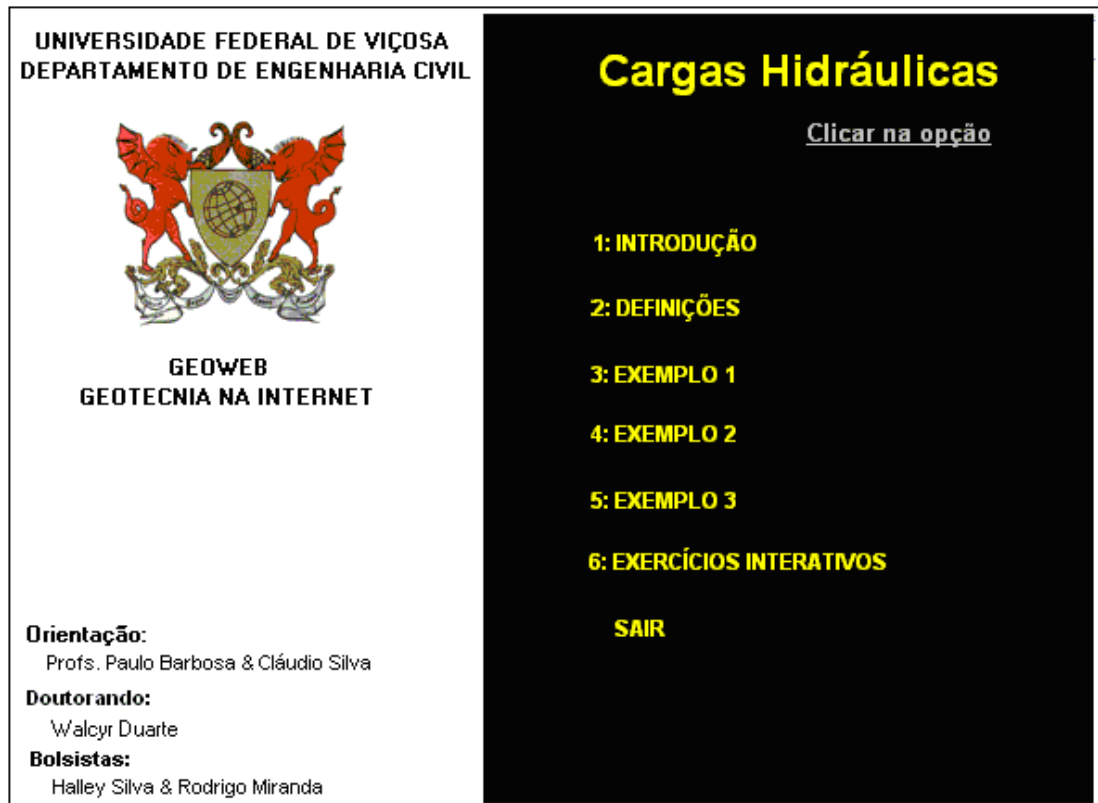 UNIVERSIDADE FEDERAL DE VIÇOSA
DEPARTAMENTO DE ENGENHARIA CIVIL
GEOWEB
GEOTECNIA NA INTERNET
Orientação:
Profs. Paulo Barbosa & Cláudio Silva
Doutorando:
Walcyr Duarte
Bolsistas:
Halley Silva & Rodrigo Miranda
Cargas Hidráulicas
Clicar na opção
1: INTRODUÇÃO
2: DEFINIÇÕES
3: EXEMPLO 1
4: EXEMPLO 2
5: EXEMPLO 3
6: EXERCÍCIOS INTERATIVOS
SAIR